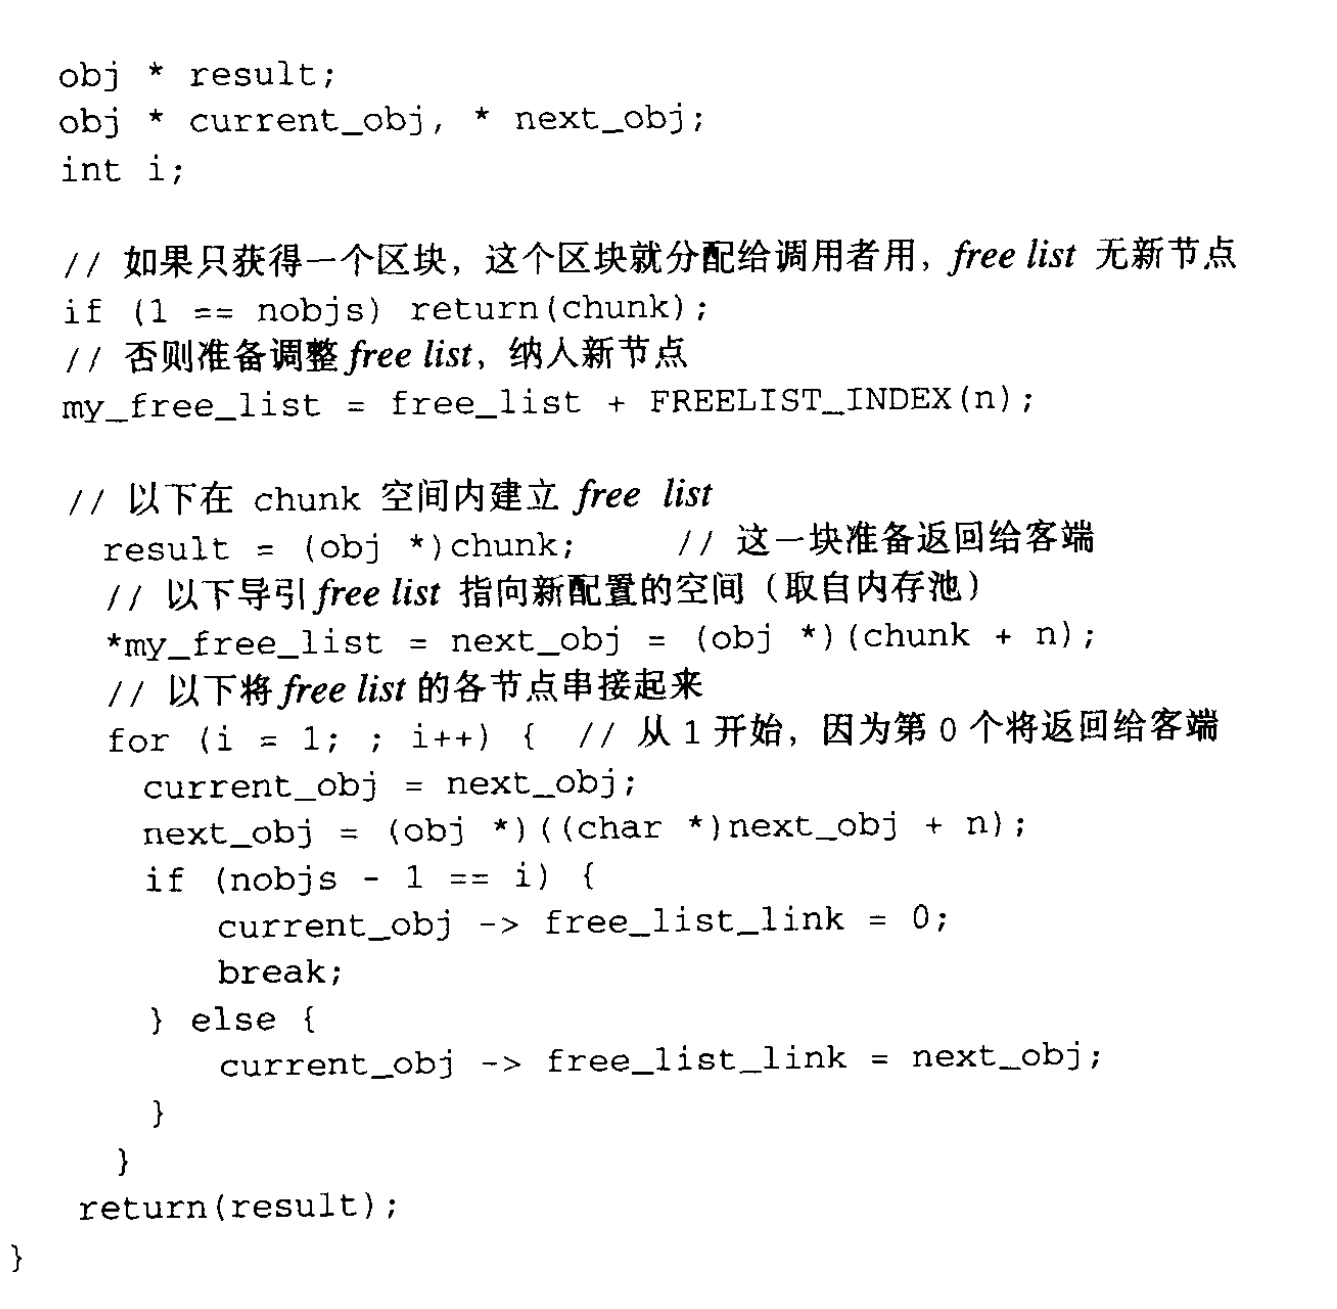 obj * result;
obj * current_obj, * next_obj;
int i;
// 如果只获得一个区块，这个区块就分配给调用者用，free list 无新节点
if (1 == nobjs) return(chunk);
// 否则准备调整 free list，纳人新节点
my_free_list = free_list + FREELIST_INDEX(n);
// 以下在 chunk 空间内建立 free list
result = (obj *)chunk; // 这一块准备返回给客端
// 以下导引 free list 指向新配置的空间（取自内存池）
*my_free_list = next_obj = (obj *)(chunk + n);
// 以下将 free list 的各节点串接起来
for (i = 1; ; i++) { // 从 1 开始，因为第 0 个将返回给客端
current_obj = next_obj;
next_obj = (obj *)((char *)next_obj + n);
if (nobjs - 1 == i) {
current_obj -> free_list_link = 0;
break;
} else {
current_obj -> free_list_link = next_obj;
}
}
return(result);
}